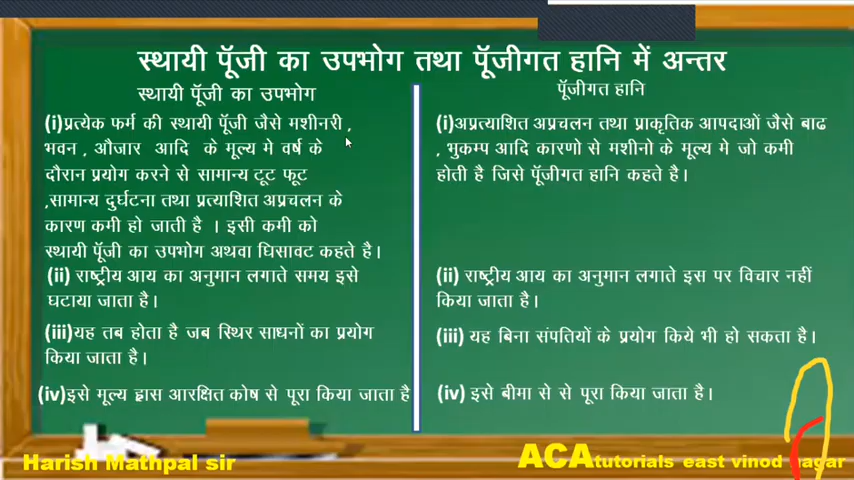 स्थायी पूॅजी का उपभोग तथा पूॅजीगत हानि में अन्तर
स्थायी पूॅजी का उपभोग
(i)प्रत्येक फर्म की स्थायी पूॅजी जैसे मशीनरी ,
भवन , औजार आदि के मूल्य मे वर्ष के
दौरान प्रयोग करने से सामान्य टूट फूट
,सामान्य दुर्घटना तथा प्रत्याशित अप्रचलन के
कारण कमी हो जाती है । इसी कमी को
स्थायी पूॅजी का उपभोग अथवा घिसावट कहते है।
(ii) राष्ट्रीय आय का अनुमान लगाते समय इसे
घटाया जाता है।
(iii)यह तब होता है जब स्थिर साधनों का प्रयोग
किया जाता है।
(iv)इसे मूल्य ह्रास आरक्षित कोष से पूरा किया जाता है
पूॅजीगत हानि
(i)अप्रत्याशित अप्रचलन तथा प्राकृतिक आपदाओं जैसे बाढ
, भुकम्प आदि कारणो से मशीनो के मूल्य मे जो कमी
होती है जिसे पूॅजीगत हानि कहते है।
(ii) राष्ट्रीय आय का अनुमान लगाते इस पर विचार नहीं
किया जाता है।
(iii) यह बिना संपतियों के प्रयोग किये भी हो सकता है।
(iv) इसे बीमा से से पूरा किया जाता है।
Harish Mathpal sir
ACAtutorials east vinod nagar